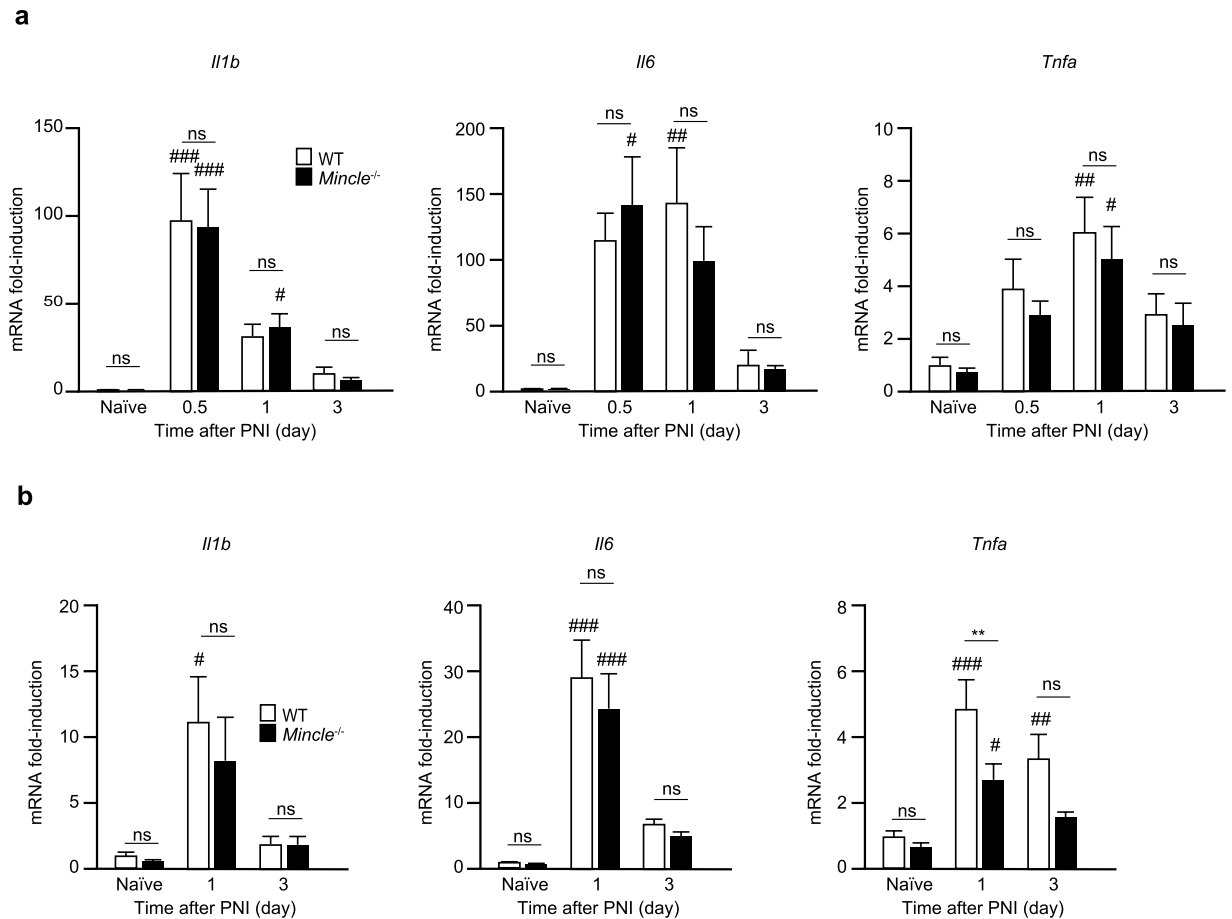 a
Il1b
Il6
Tnfa
mRNA fold-induction
150
100
50
0
ns
ns
###
###
ns
#
ns
WT
Mincle-/-
Naïve 0.5 1 3
Time after PNI (day)
mRNA fold-induction
200
150
100
50
0
ns
ns
#
ns
##
ns
Naïve 0.5 1 3
Time after PNI (day)
mRNA fold-induction
10
8
6
4
2
0
ns
ns
ns
##
#
ns
Naïve 0.5 1 3
Time after PNI (day)
b
Il1b
Il6
Tnfa
mRNA fold-induction
20
15
10
5
0
ns
ns
#
ns
WT
Mincle-/-
Naïve 1 3
Time after PNI (day)
mRNA fold-induction
40
30
20
10
0
ns
ns
###
###
ns
Naïve 1 3
Time after PNI (day)
mRNA fold-induction
8
6
4
2
0
ns
**
###
#
ns
##
Naïve 1 3
Time after PNI (day)